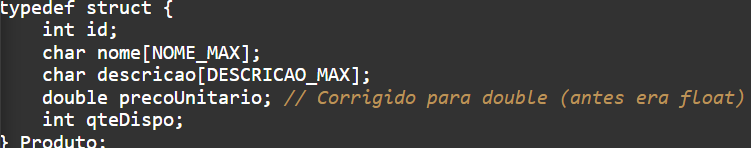 typedef struct {
int id;
char nome[NOME_MAX];
char descricao[DESCRICAO_MAX];
double precoUnitario; // Corrigido para double (antes era float)
int qteDispo;
} Produto;